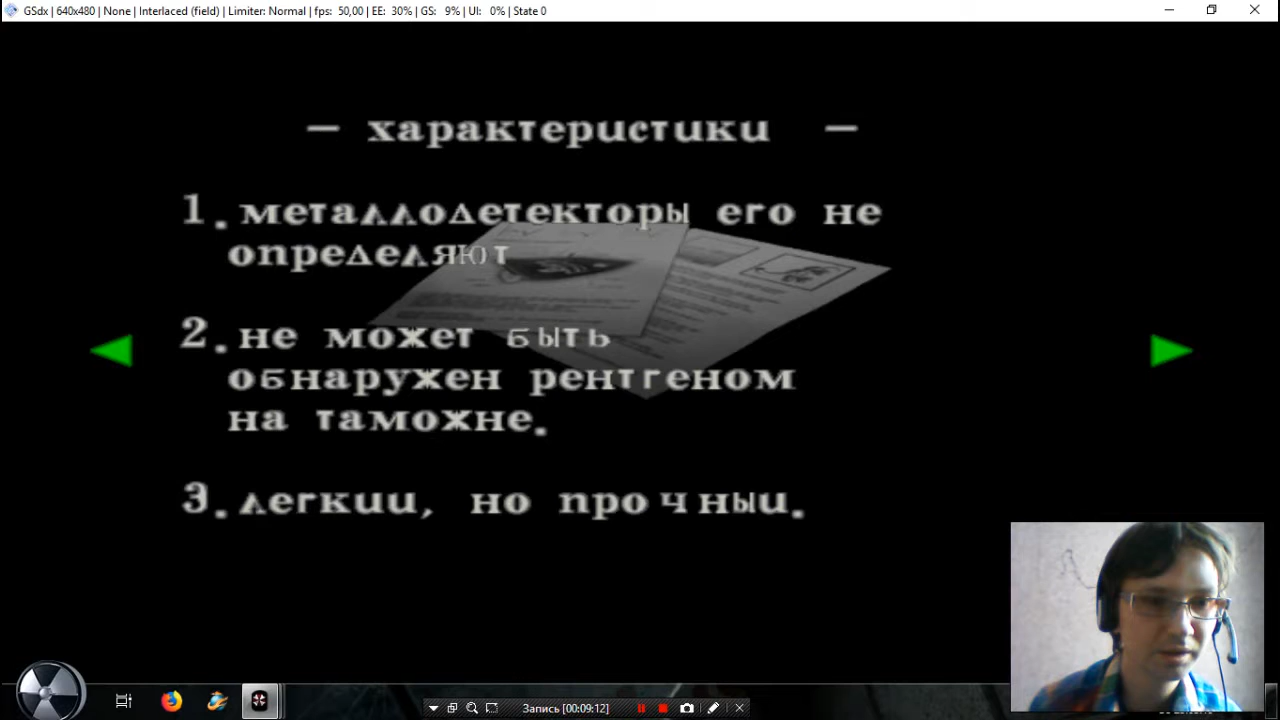 GSdx | 640x480 | None | Interlaced (field) | Limiter: Normal | fps: 50,00 | EE: 30% | GS: 9% | UI: 0% | State 0
— характеристики —
1. металлодетекторы его не
определяют
2. не может быть
обнаружен рентгеном
на таможне.
3. легкии, но прочныи.
Запись [00:09:12]